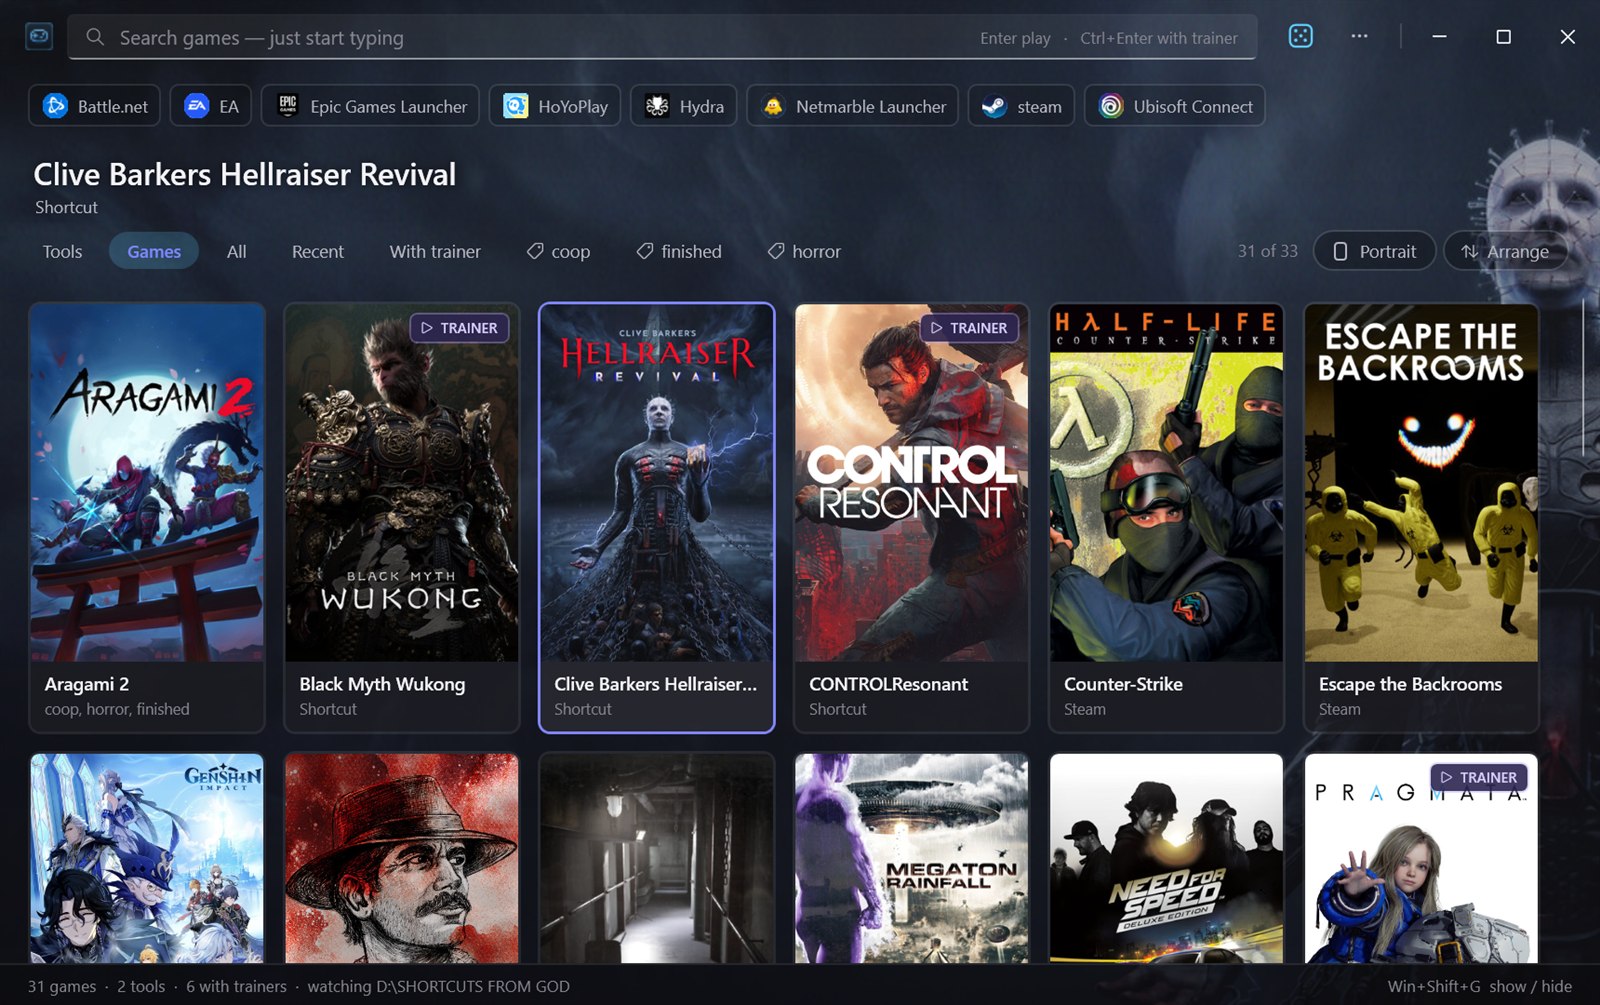 Search games — just start typing
Enter play · Ctrl+Enter with trainer
Battle.net
EA
EPIC GAMES
Epic Games Launcher
HoYoPlay
Hydra
Netmarble Launcher
steam
Ubisoft Connect
Clive Barkers Hellraiser Revival
Shortcut
Tools
Games
All
Recent
With trainer
coop
finished
horror
31 of 33
Portrait
Arrange
ARAGAMI 2
Aragami 2
coop, horror, finished
TRAINER
BLACK MYTH
WUKONG
Black Myth Wukong
Shortcut
CLIVE BARKER'S
HELLRAISER
REVIVAL
Clive Barkers Hellraiser...
Shortcut
TRAINER
CONTROL
RESONANT
CONTROLResonant
Shortcut
HΛLF-LIFE
COUNTER-STRIKE
Counter-Strike
Steam
ESCAPE THE
BACKROOMS
Escape the Backrooms
Steam
GENSHIN
IMPACT
MEGATON
RAINFALL
NEED FOR
SPEED
DELUXE EDITION
TRAINER
PRAGMATA™
31 games · 2 tools · 6 with trainers · watching D:\SHORTCUTS FROM GOD
Win+Shift+G show / hide